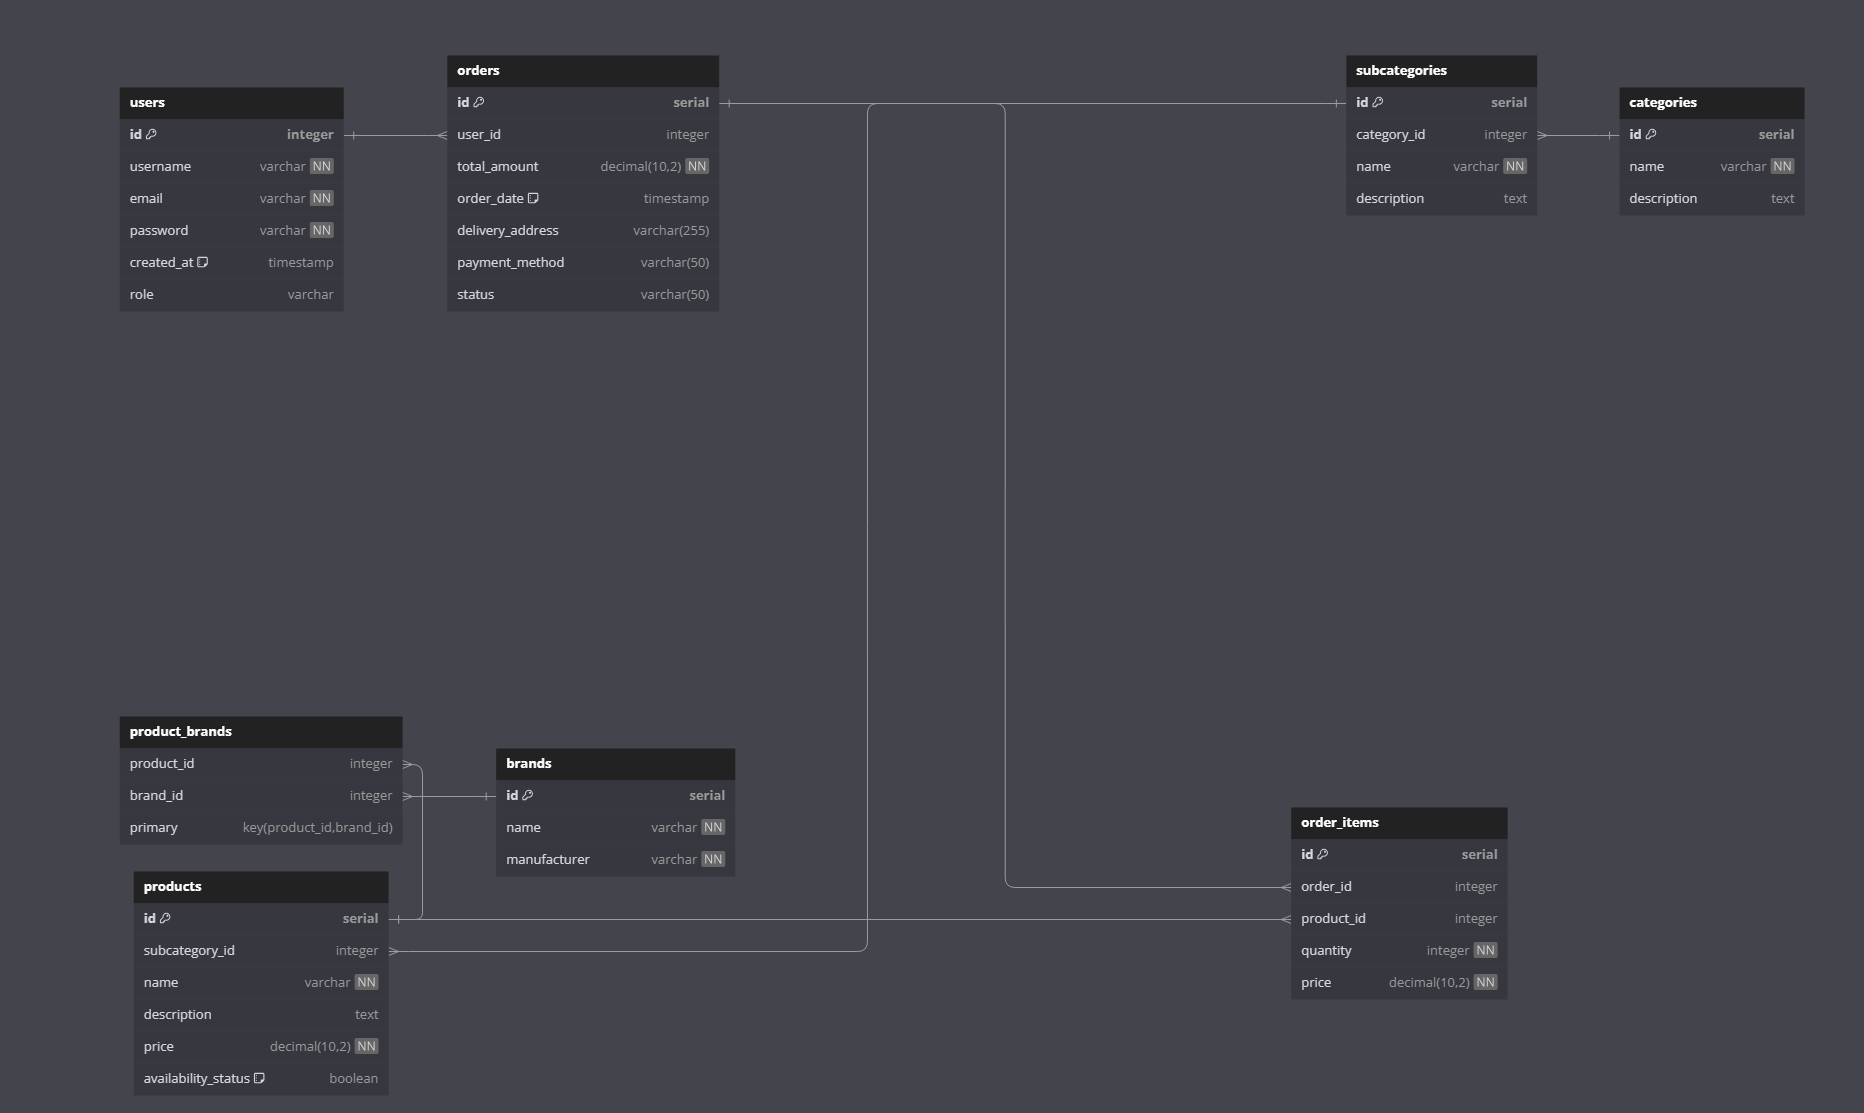 users
id integer
username varchar NN
email varchar NN
password varchar NN
created_at timestamp
role varchar
orders
id serial
user_id integer
total_amount decimal(10,2) NN
order_date timestamp
delivery_address varchar(255)
payment_method varchar(50)
status varchar(50)
subcategories
id serial
category_id integer
name varchar NN
description text
categories
id serial
name varchar NN
description text
product_brands
product_id integer
brand_id integer
primary key(product_id,brand_id)
brands
id serial
name varchar NN
manufacturer varchar NN
products
id serial
subcategory_id integer
name varchar NN
description text
price decimal(10,2) NN
availability_status boolean
order_items
id serial
order_id integer
product_id integer
quantity integer NN
price decimal(10,2) NN